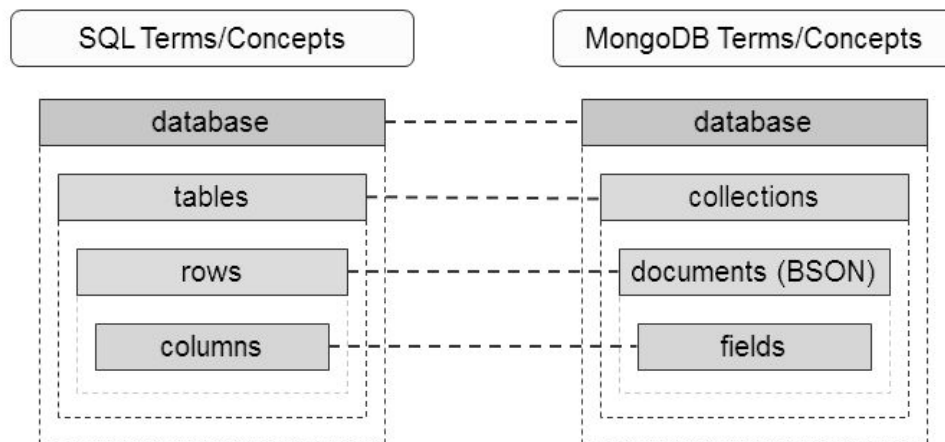 SQL Terms/Concepts
MongoDB Terms/Concepts
database
database
tables
collections
rows
documents (BSON)
columns
fields